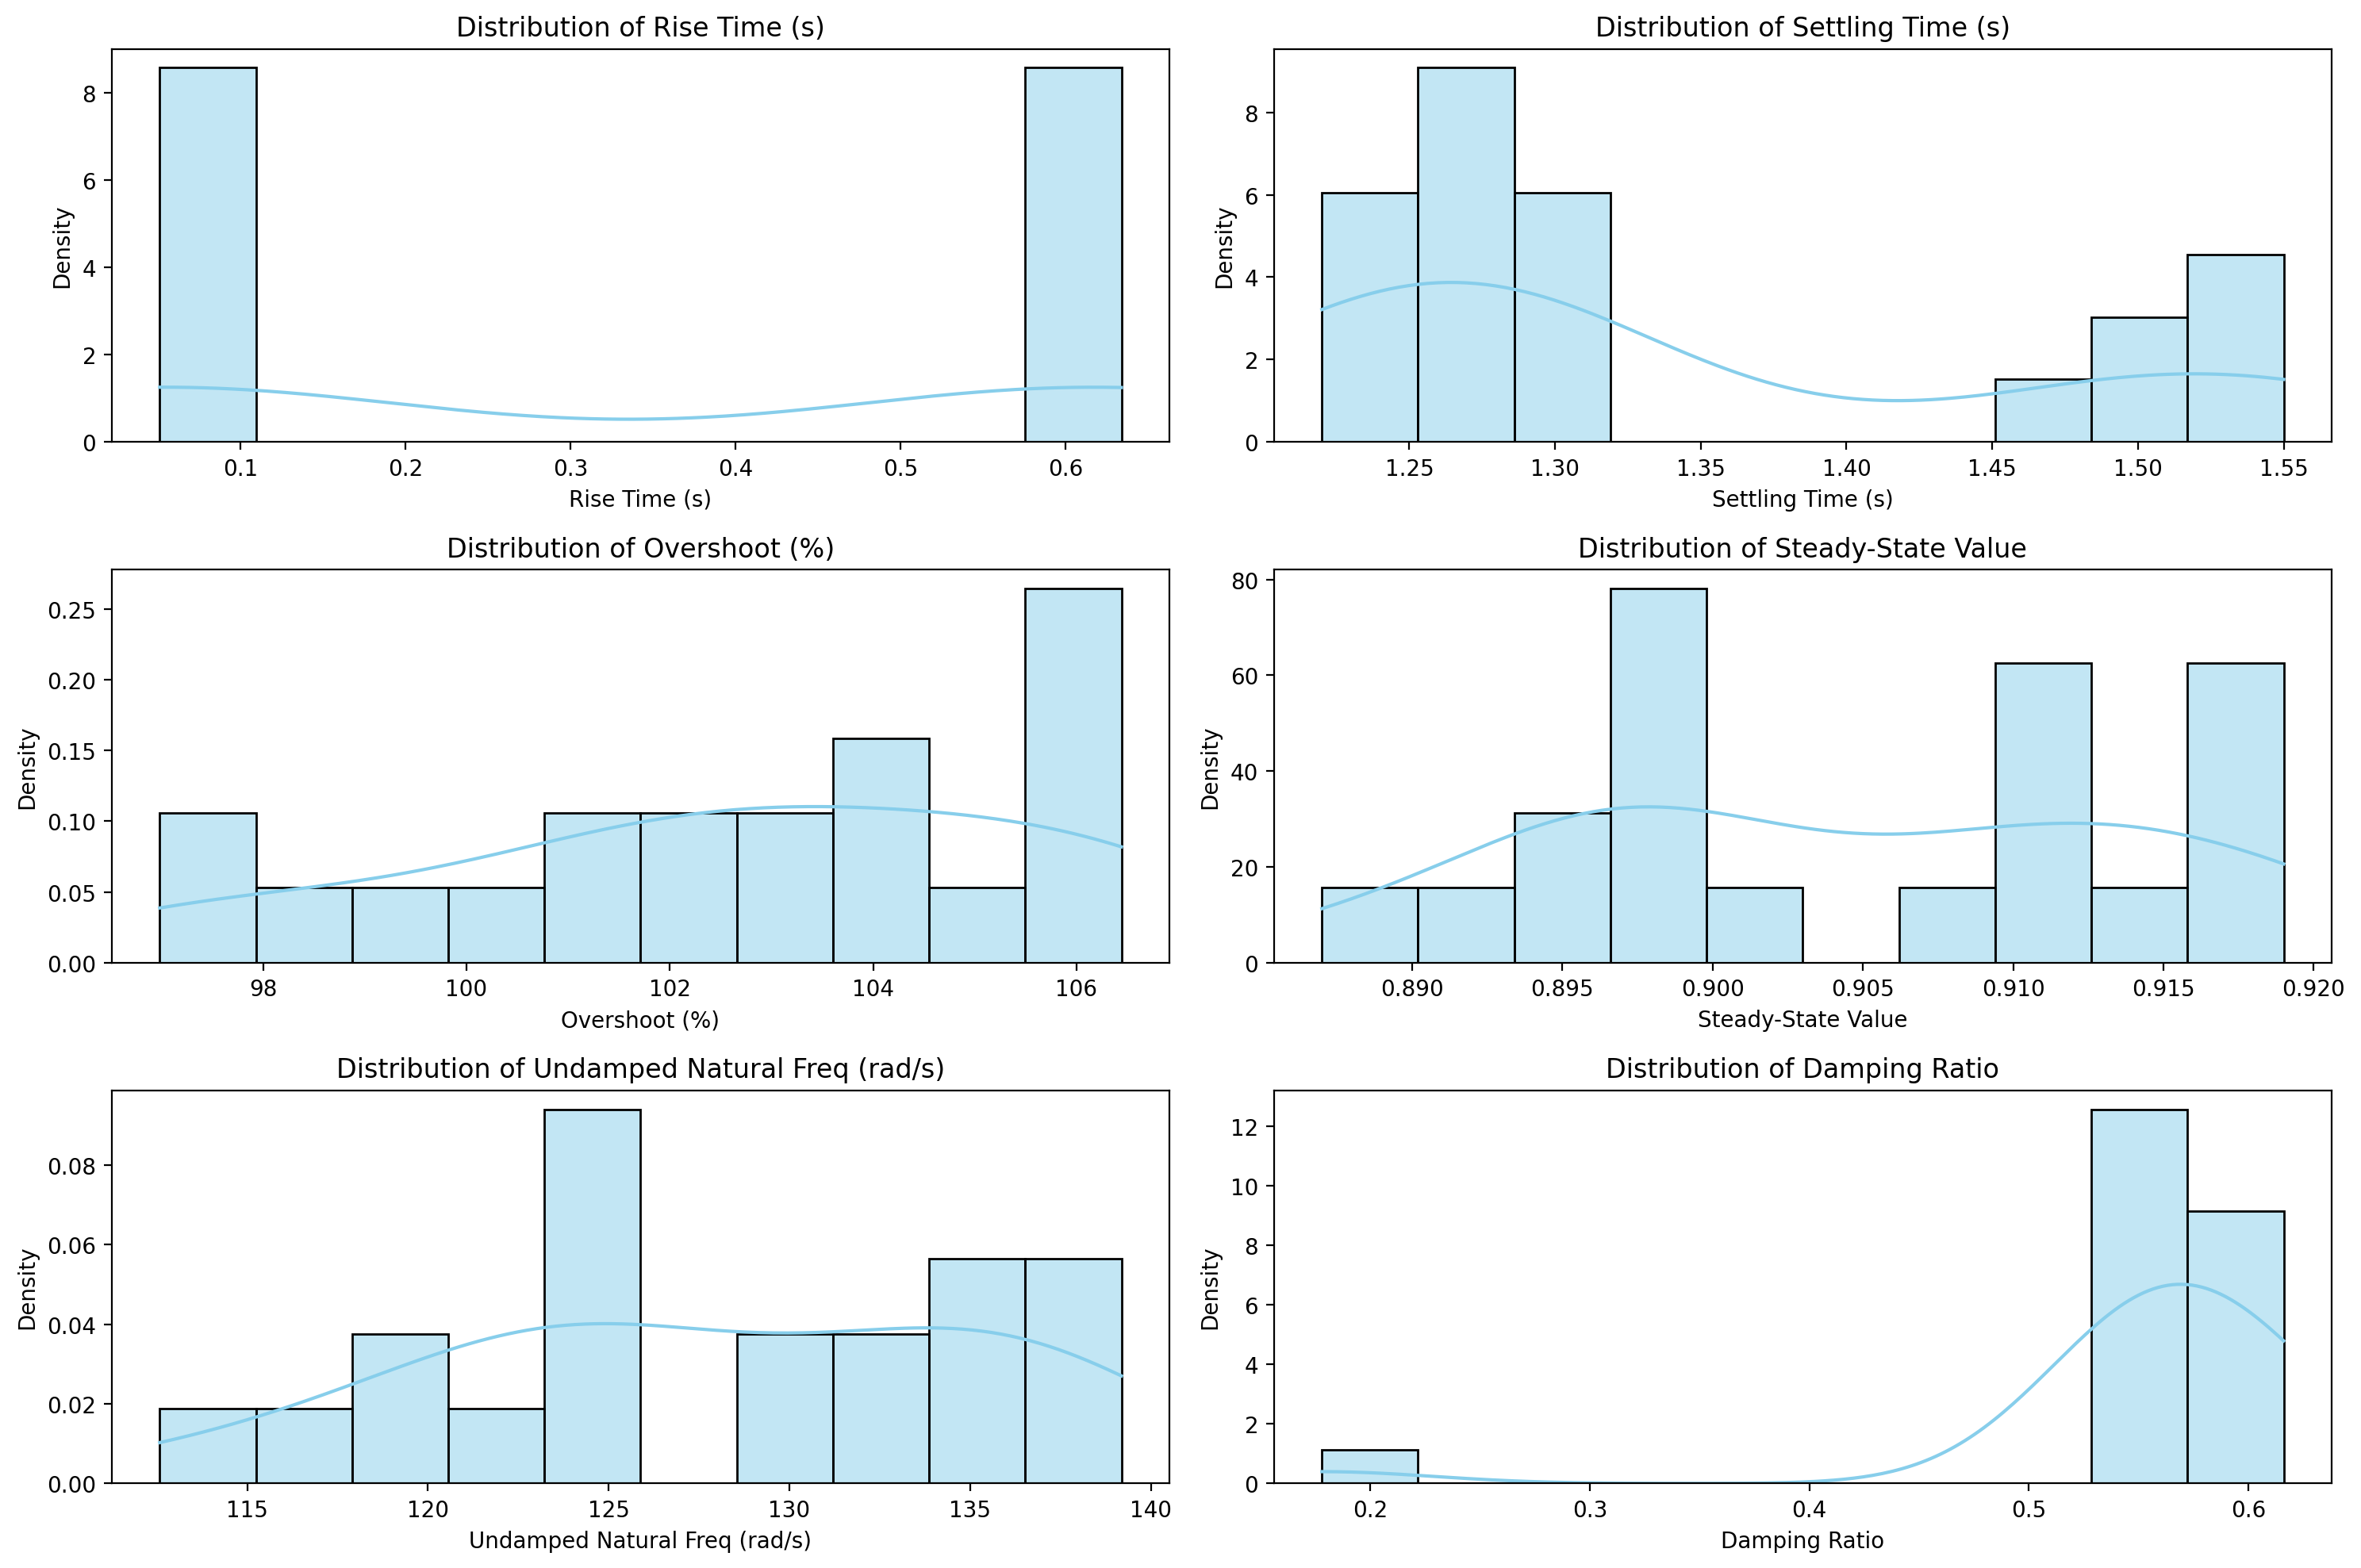 Distribution of Rise Time (s)
Density
8
6
4
2
0
0.1 0.2 0.3 0.4 0.5 0.6
Rise Time (s)
Distribution of Settling Time (s)
Density
8
6
4
2
0
1.25 1.30 1.35 1.40 1.45 1.50 1.55
Settling Time (s)
Distribution of Overshoot (%)
Density
0.25
0.20
0.15
0.10
0.05
0.00
98 100 102 104 106
Overshoot (%)
Distribution of Steady-State Value
Density
80
60
40
20
0
0.890 0.895 0.900 0.905 0.910 0.915 0.920
Steady-State Value
Distribution of Undamped Natural Freq (rad/s)
Density
0.08
0.06
0.04
0.02
0.00
115 120 125 130 135 140
Undamped Natural Freq (rad/s)
Distribution of Damping Ratio
Density
12
10
8
6
4
2
0
0.2 0.3 0.4 0.5 0.6
Damping Ratio